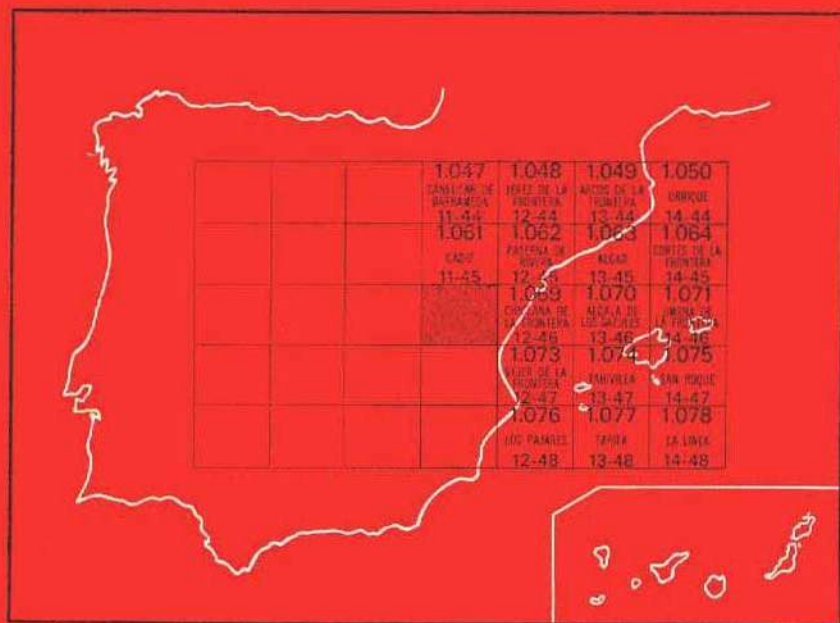 1.047 1.048 1.049 1.050
SANLUCAR DE BARRAMEDA JEREZ DE LA FRONTERA ARCOS DE LA FRONTERA UBRIQUE
11-44 12-44 13-44 14-44
1.061 1.062 1.063 1.064
CADIZ PATERNA DE RIVERA ALGAR CORTES DE LA FRONTERA
11-45 12-45 13-45 14-45
1.069 1.070 1.071
CHICLANA DE LA FRONTERA ALCALA DE LOS GAZULES JIMENA DE LA FRONTERA
12-46 13-46 14-46
1.073 1.074 1.075
VEJER DE LA FRONTERA TAHIVILLA SAN ROQUE
12-47 13-47 14-47
1.076 1.077 1.078
LOS PAJARES TARIFA LA LINEA
12-48 13-48 14-48